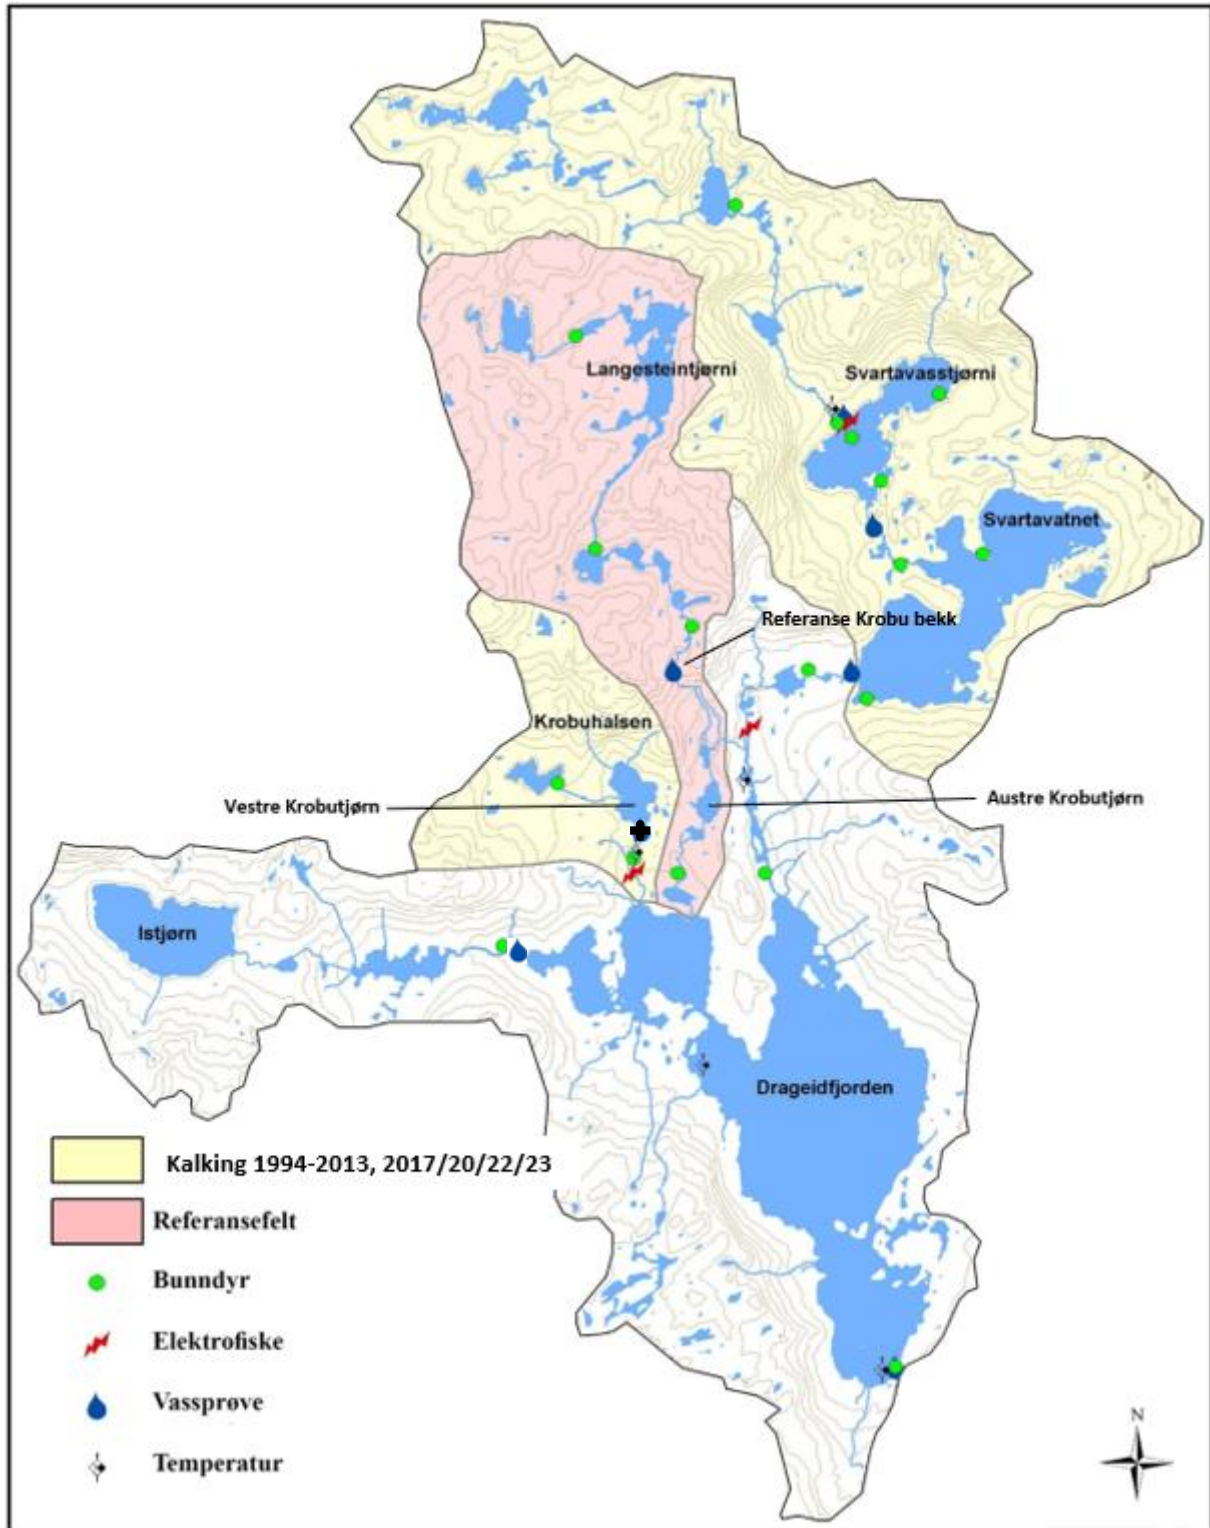 Langesteintjørni
Svartavasstjørni
Svartavatnet
Referanse Krobu bekk
Krobuhalsen
Vestre Krobutjørn
Austre Krobutjørn
Istjørn
Drageidfjorden
Kalking 1994-2013, 2017/20/22/23
Referansefelt
Bunndyr
Elektrofiske
Vassprøve
Temperatur
N